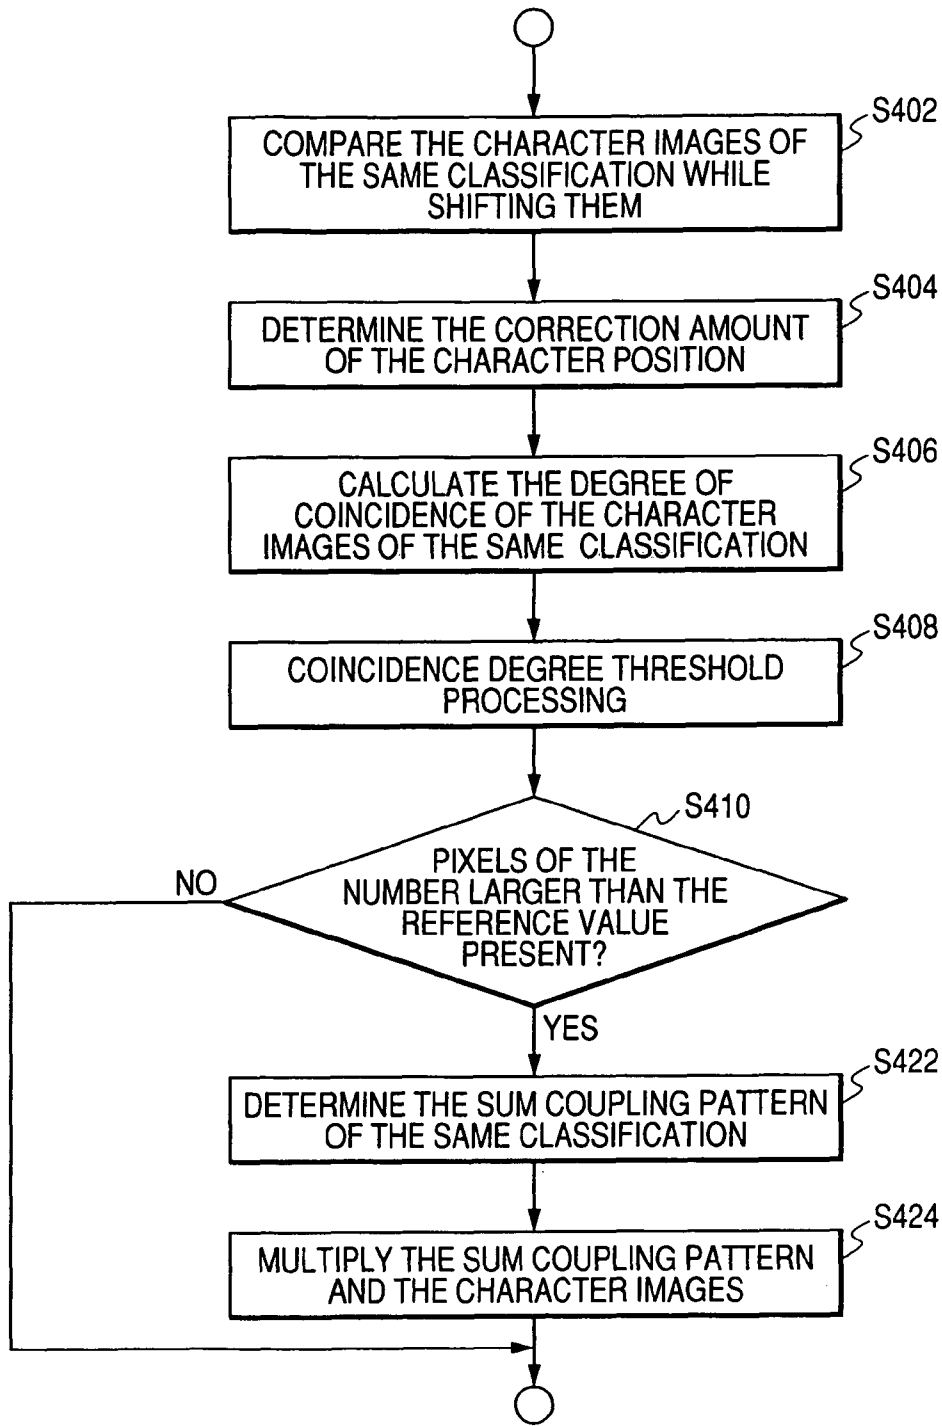 S402
COMPARE THE CHARACTER IMAGES OF
THE SAME CLASSIFICATION WHILE
SHIFTING THEM
S404
DETERMINE THE CORRECTION AMOUNT
OF THE CHARACTER POSITION
S406
CALCULATE THE DEGREE OF
COINCIDENCE OF THE CHARACTER
IMAGES OF THE SAME CLASSIFICATION
S408
COINCIDENCE DEGREE THRESHOLD
PROCESSING
S410
PIXELS OF THE
NUMBER LARGER THAN THE
REFERENCE VALUE
PRESENT?
NO
YES
S422
DETERMINE THE SUM COUPLING PATTERN
OF THE SAME CLASSIFICATION
S424
MULTIPLY THE SUM COUPLING PATTERN
AND THE CHARACTER IMAGES